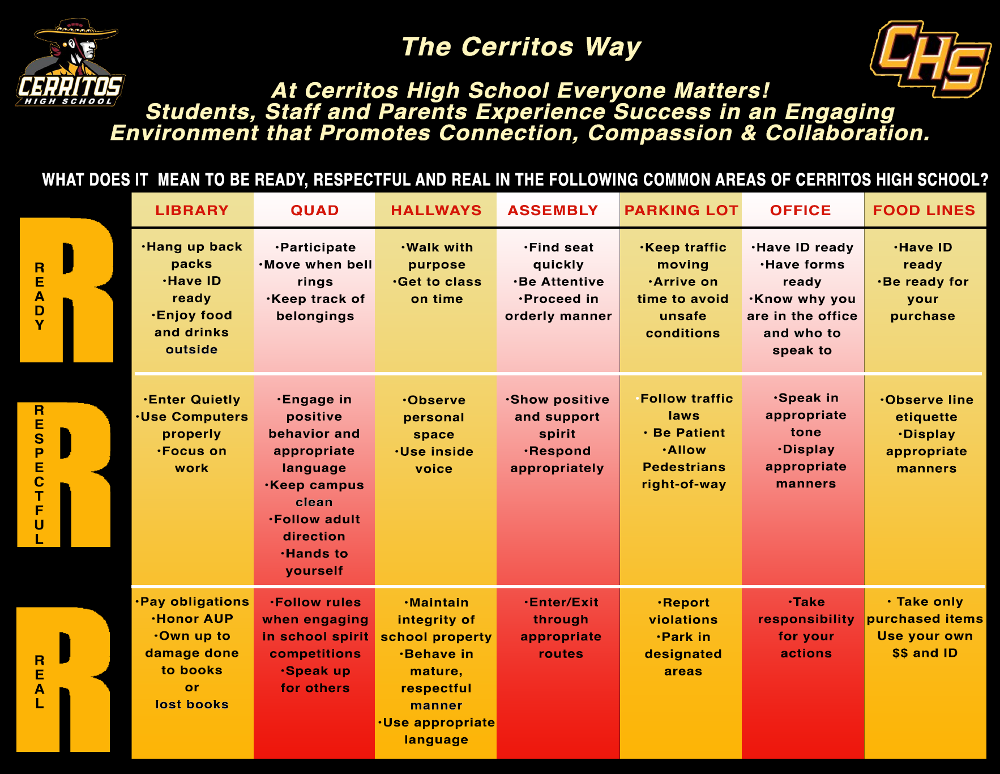 CERRITOS
HIGH SCHOOL
CHS
The Cerritos Way
At Cerritos High School Everyone Matters!
Students, Staff and Parents Experience Success in an Engaging
Environment that Promotes Connection, Compassion & Collaboration.
WHAT DOES IT MEAN TO BE READY, RESPECTFUL AND REAL IN THE FOLLOWING COMMON AREAS OF CERRITOS HIGH SCHOOL?
LIBRARY
QUAD
HALLWAYS
ASSEMBLY
PARKING LOT
OFFICE
FOOD LINES
R
READY
•Hang up back
packs
•Have ID
ready
•Enjoy food
and drinks
outside
•Participate
•Move when bell
rings
•Keep track of
belongings
•Walk with
purpose
•Get to class
on time
•Find seat
quickly
•Be Attentive
•Proceed in
orderly manner
•Keep traffic
moving
•Arrive on
time to avoid
unsafe
conditions
•Have ID ready
•Have forms
ready
•Know why you
are in the office
and who to
speak to
•Have ID
ready
•Be ready for
your
purchase
R
RESPECTFUL
•Enter Quietly
•Use Computers
properly
•Focus on
work
•Engage in
positive
behavior and
appropriate
language
•Keep campus
clean
•Follow adult
direction
•Hands to
yourself
•Observe
personal
space
•Use inside
voice
•Show positive
and support
spirit
•Respond
appropriately
•Follow traffic
laws
• Be Patient
•Allow
Pedestrians
right-of-way
•Speak in
appropriate
tone
•Display
appropriate
manners
•Observe line
etiquette
•Display
appropriate
manners
R
REAL
•Pay obligations
•Honor AUP
•Own up to
damage done
to books
or
lost books
•Follow rules
when engaging
in school spirit
competitions
•Speak up
for others
•Maintain
integrity of
school property
•Behave in
mature,
respectful
manner
•Use appropriate
language
•Enter/Exit
through
appropriate
routes
•Report
violations
•Park in
designated
areas
•Take
responsibility
for your
actions
• Take only
purchased items
Use your own
$$ and ID